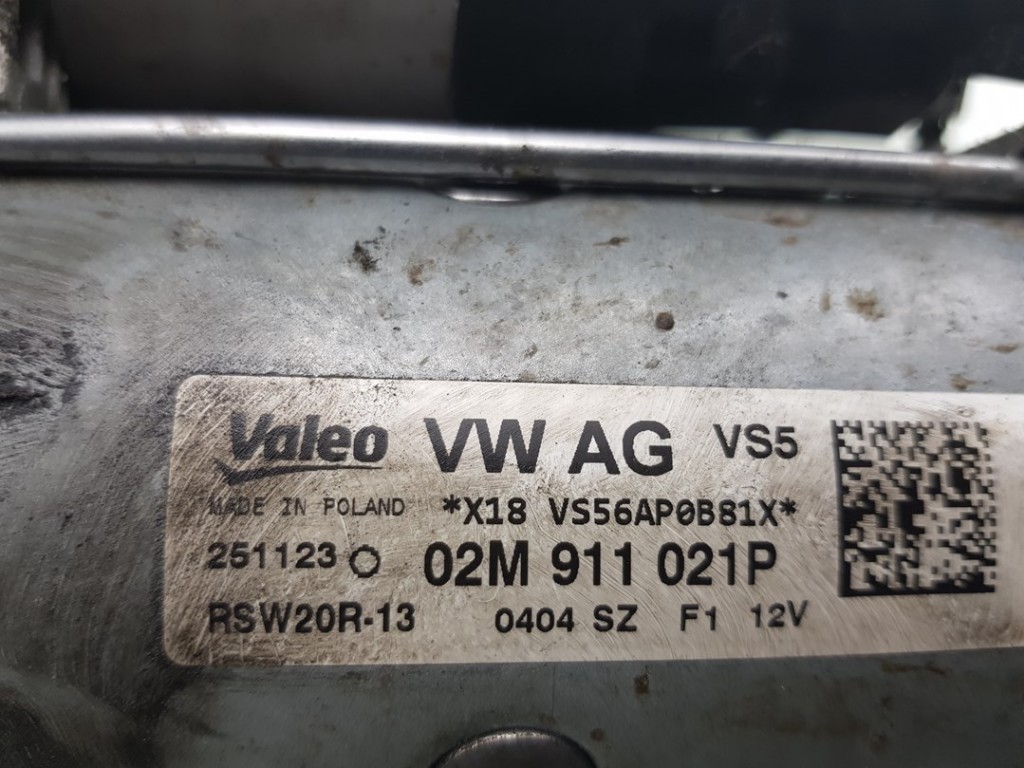 Valeo VW AG VS5
MADE IN POLAND *X18 VS56AP0B81X*
251123 02M 911 021P
RSW20R-13 0404 SZ F1 12V